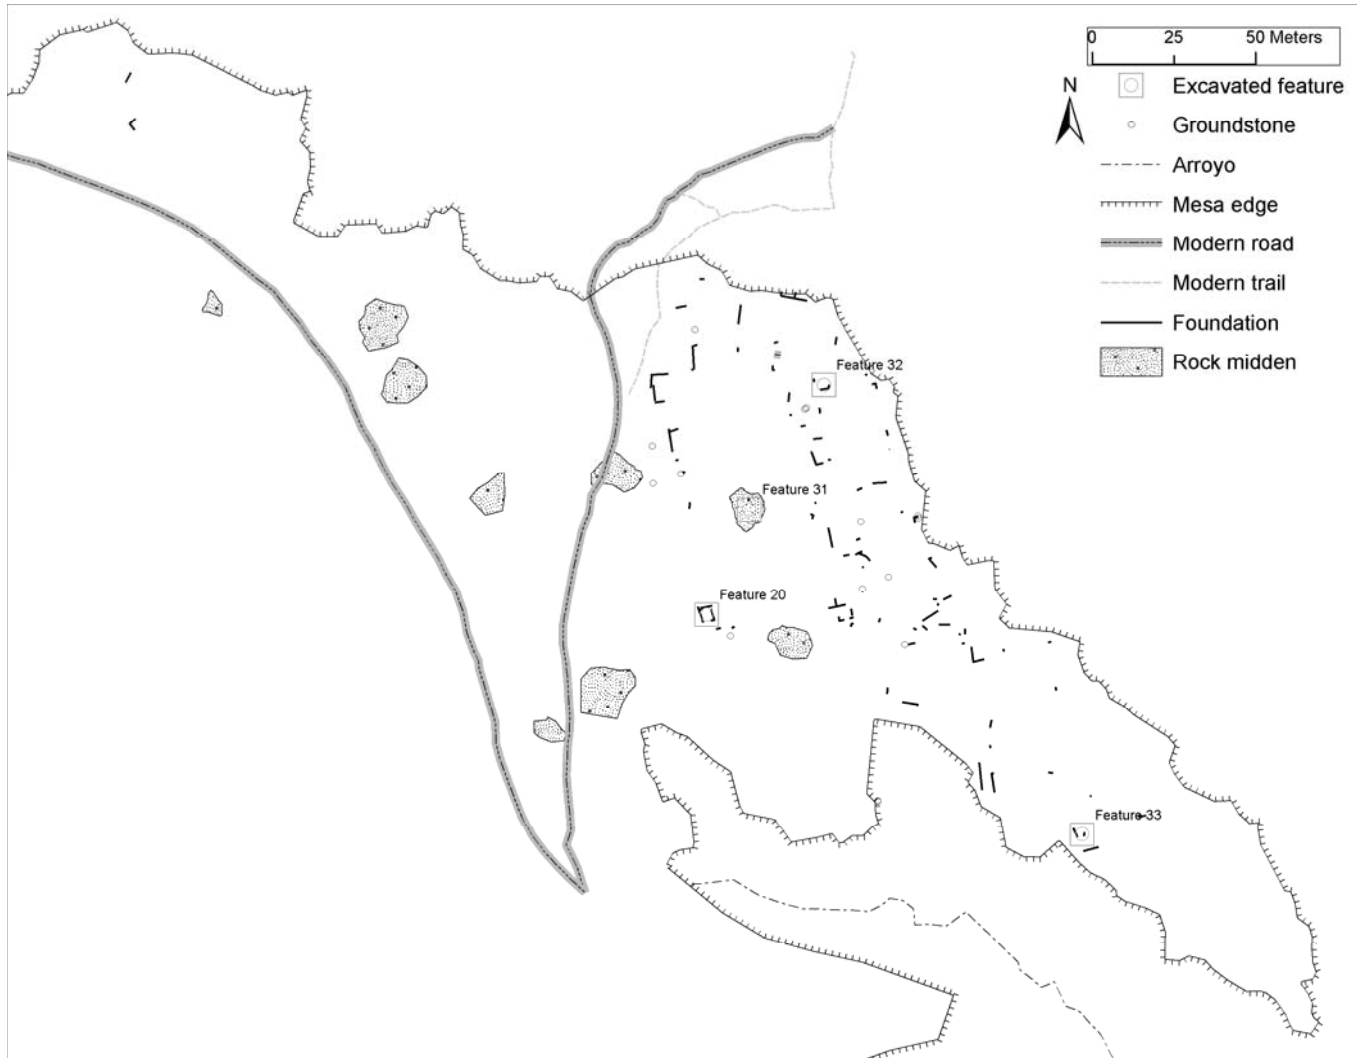 0 25 50 Meters
N
Excavated feature
Groundstone
Arroyo
Mesa edge
Modern road
Modern trail
Foundation
Rock midden
Feature 32
Feature 31
Feature 20
Feature 33